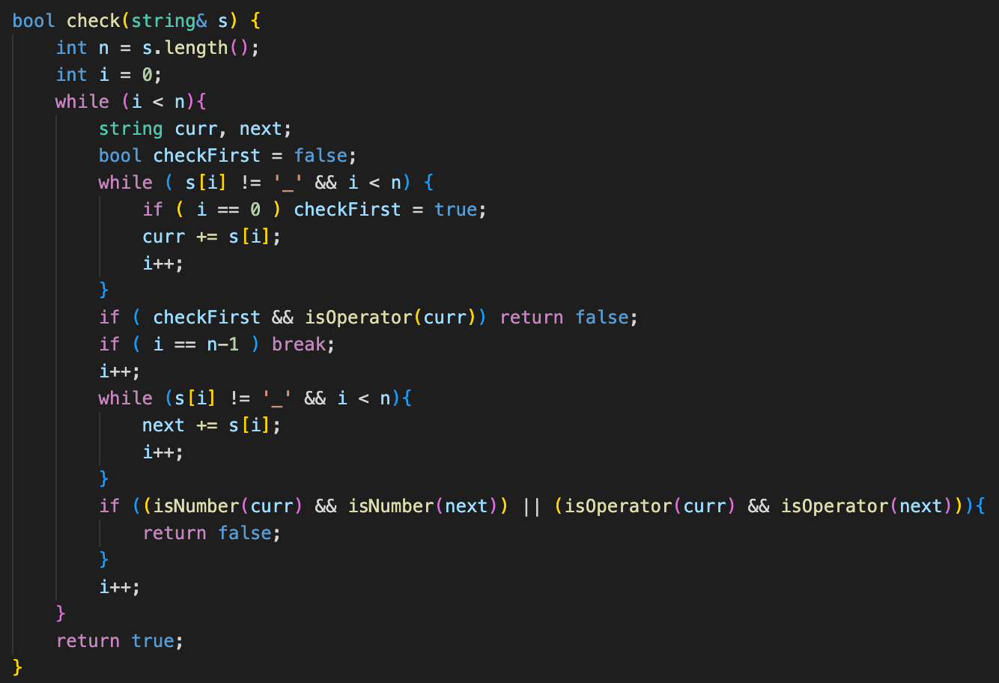 bool check(string& s) {
    int n = s.length();
    int i = 0;
    while (i < n){
        string curr, next;
        bool checkFirst = false;
        while ( s[i] != '_' && i < n) {
            if ( i == 0 ) checkFirst = true;
            curr += s[i];
            i++;
        }
        if ( checkFirst && isOperator(curr)) return false;
        if ( i == n-1 ) break;
        i++;
        while (s[i] != '_' && i < n){
            next += s[i];
            i++;
        }
        if ((isNumber(curr) && isNumber(next)) || (isOperator(curr) && isOperator(next))){
            return false;
        }
        i++;
    }
    return true;
}